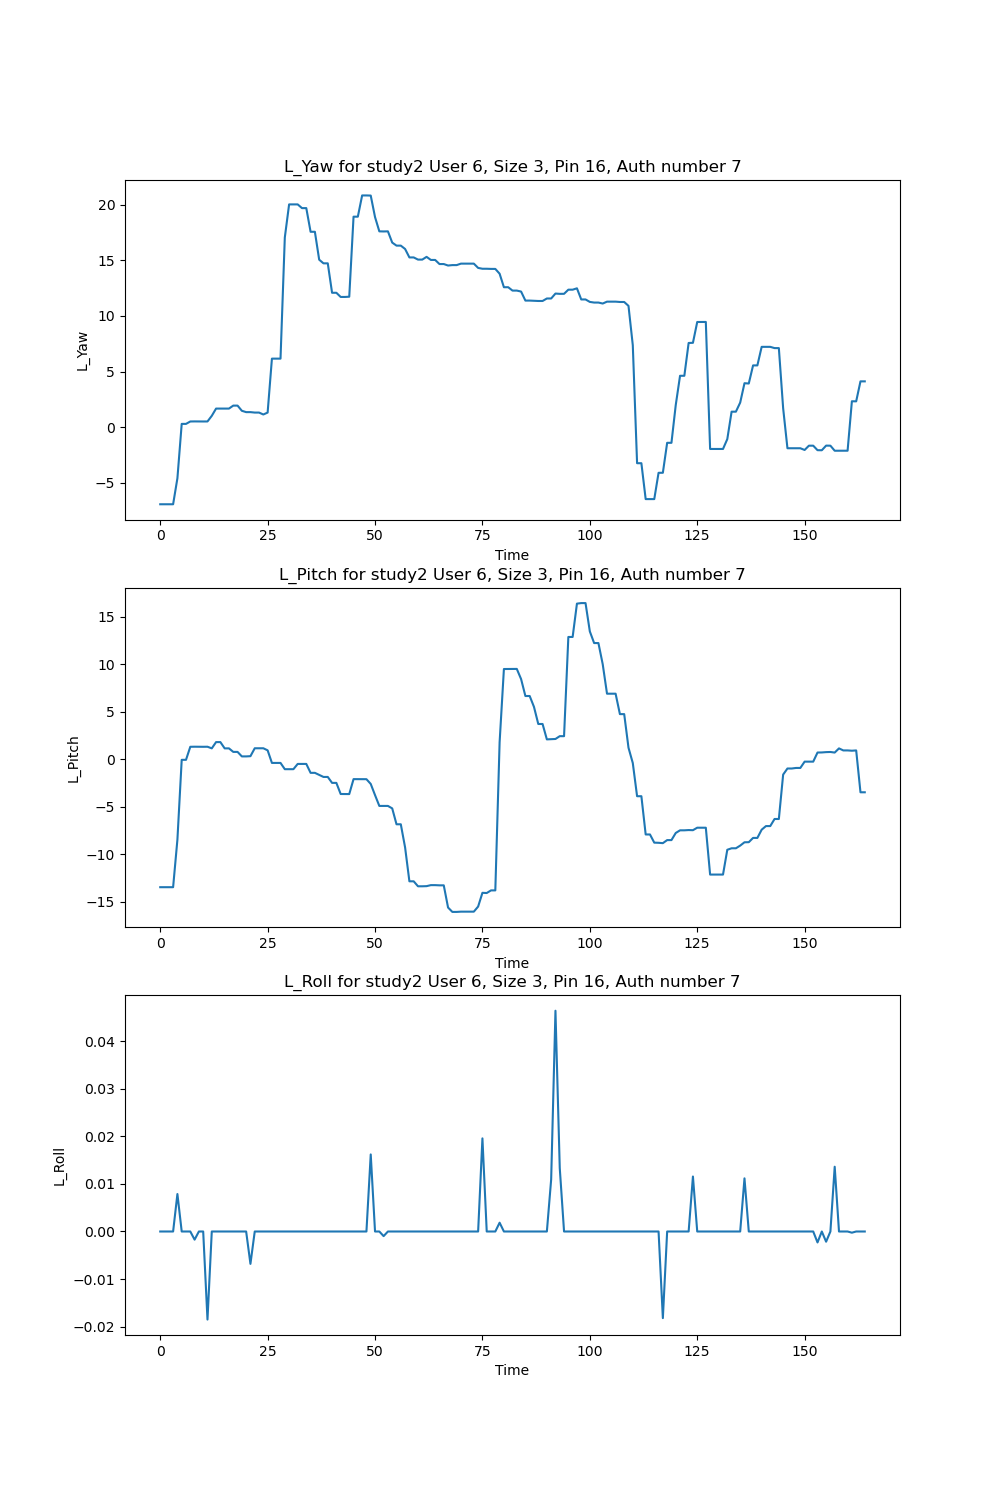 L_Yaw for study2 User 6, Size 3, Pin 16, Auth number 7
20
15
10
5
0
−5
L_Yaw
0 25 50 75 100 125 150
Time
L_Pitch for study2 User 6, Size 3, Pin 16, Auth number 7
15
10
5
0
−5
−10
−15
L_Pitch
0 25 50 75 100 125 150
Time
L_Roll for study2 User 6, Size 3, Pin 16, Auth number 7
0.04
0.03
0.02
0.01
0.00
−0.01
−0.02
L_Roll
0 25 50 75 100 125 150
Time